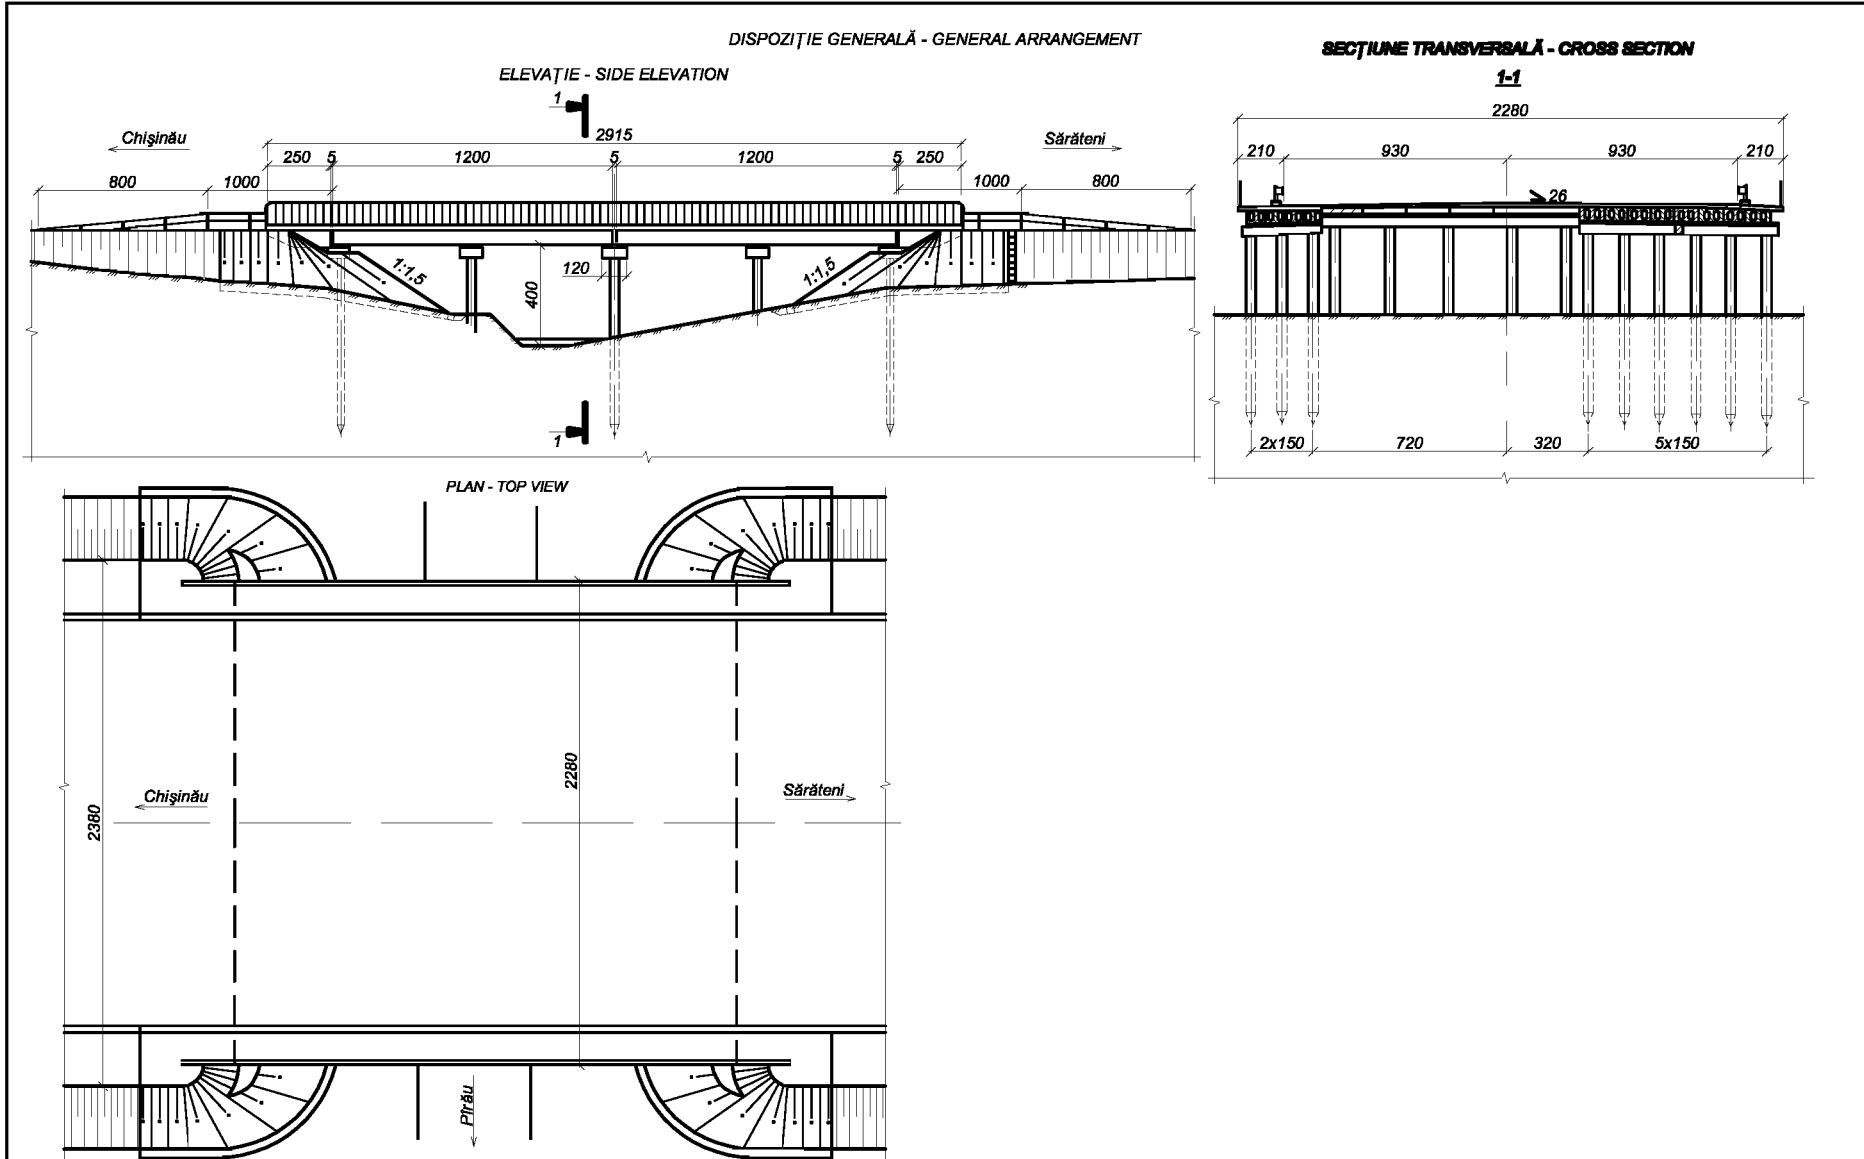 DISPOZIȚIE GENERALĂ - GENERAL ARRANGEMENT
ELEVAȚIE - SIDE ELEVATION
1
Chișinău
Sărăteni
2915
250 5 1200 5 1200 5 250
800 1000 1000 800
1:1,5
120
400
1:1,5
1
SECȚIUNE TRANSVERSALĂ - CROSS SECTION
1-1
2280
210 930 930 210
26
2x150 720 320 5x150
PLAN - TOP VIEW
2380
2280
Chișinău
Sărăteni
Pîrău